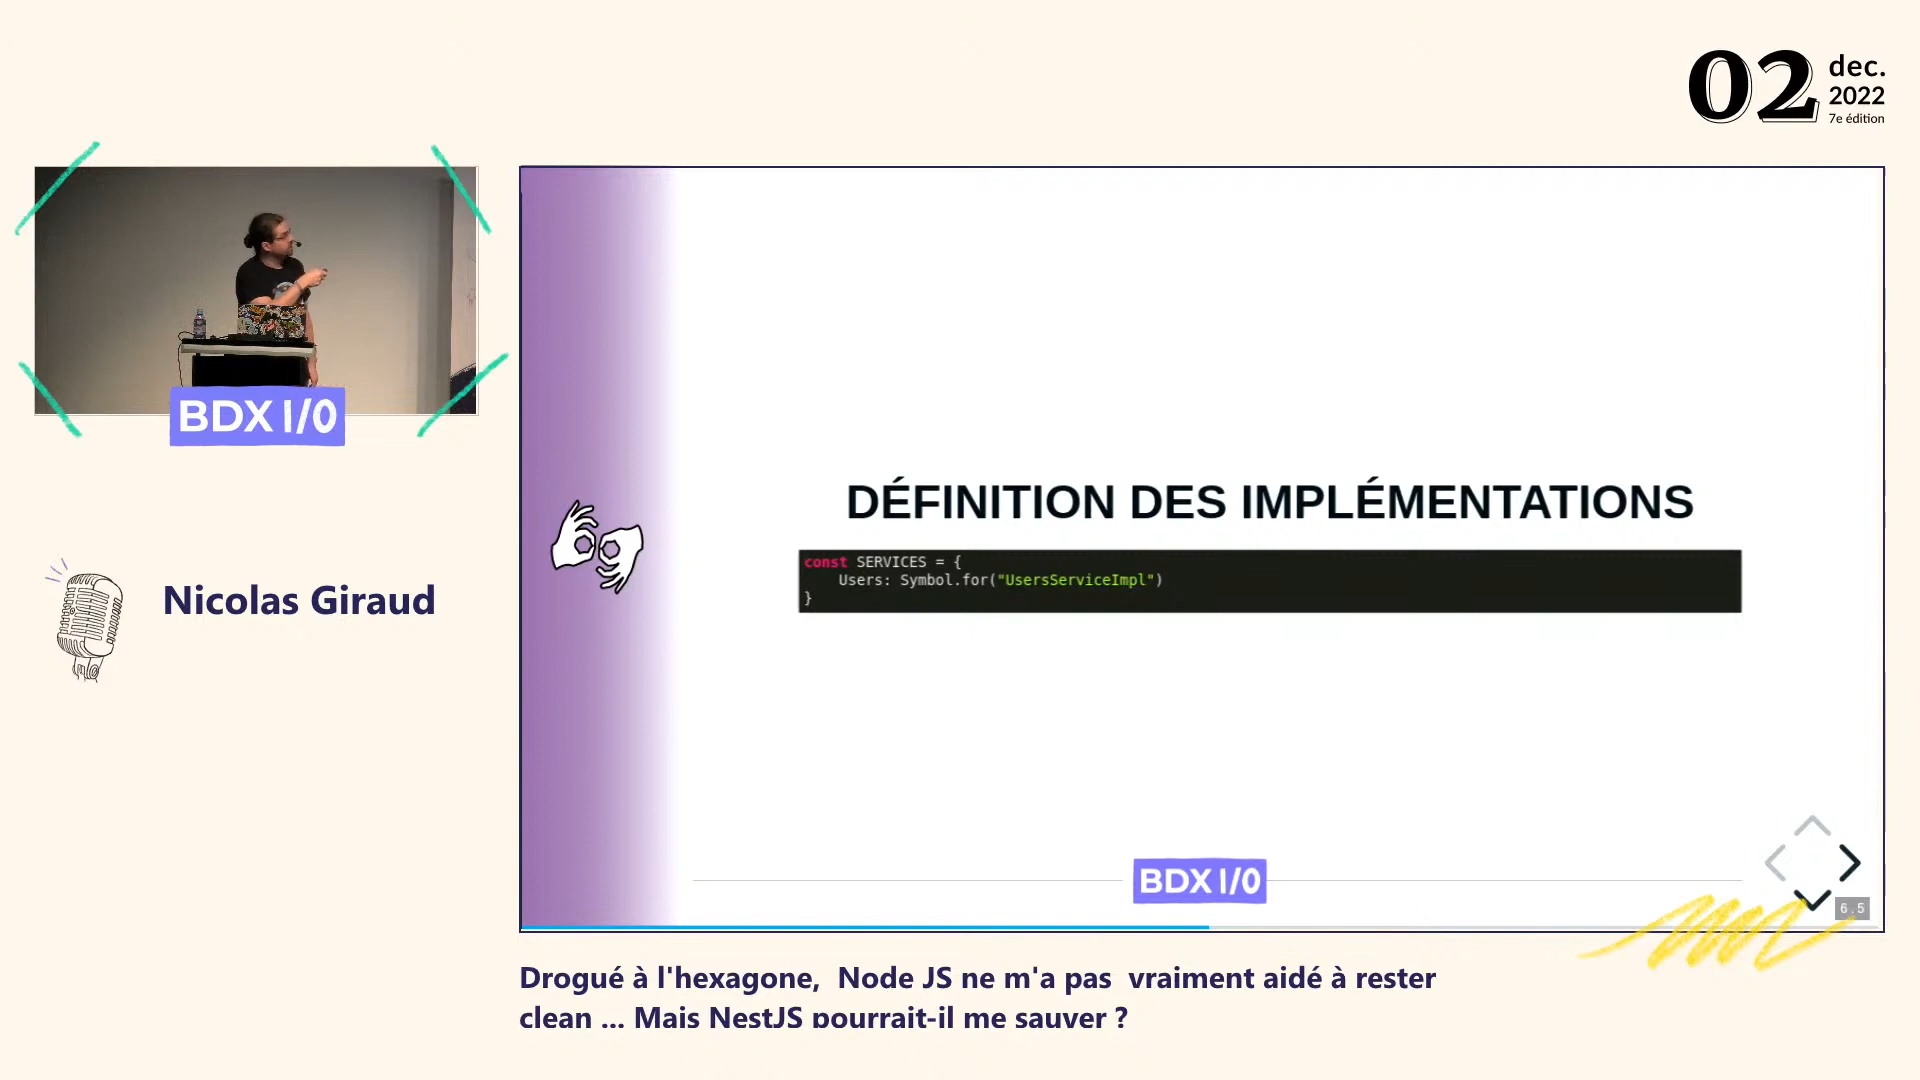 02 dec.
2022
7e édition
BDX I/O
Nicolas Giraud
DÉFINITION DES IMPLÉMENTATIONS
const SERVICES = {
    Users: Symbol.for("UsersServiceImpl")
}
BDX I/O
6.5
Drogué à l'hexagone, Node JS ne m'a pas vraiment aidé à rester
clean ... Mais NestJS pourrait-il me sauver ?